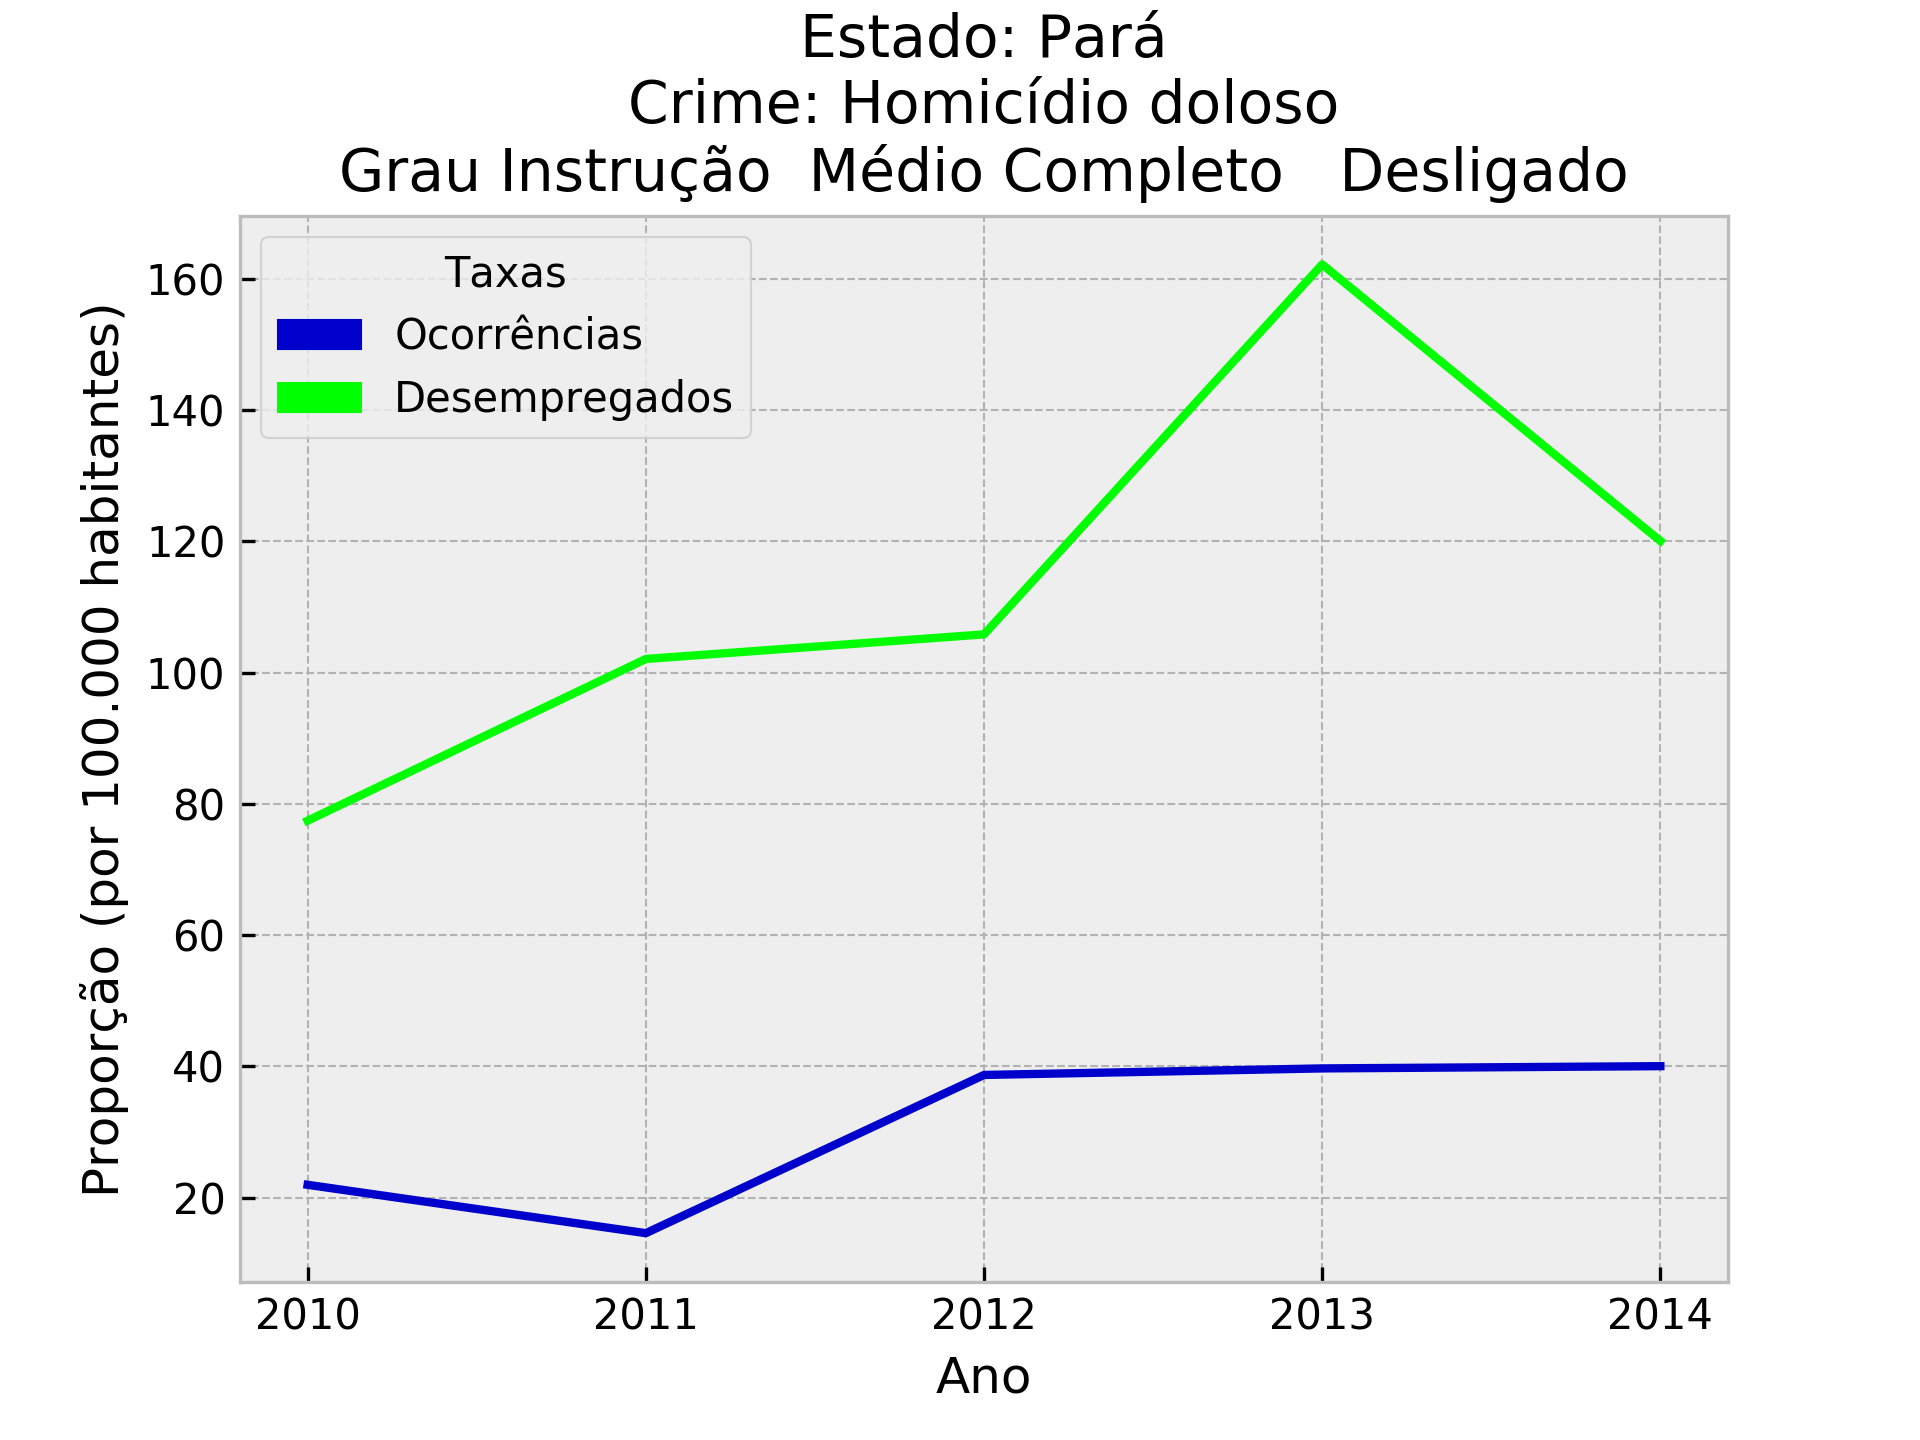 Estado: Pará
Crime: Homicídio doloso
Grau Instrução  Médio Completo   Desligado
Taxas
Ocorrências
Desempregados
Proporção (por 100.000 habitantes)
160
140
120
100
80
60
40
20
2010 2011 2012 2013 2014
Ano